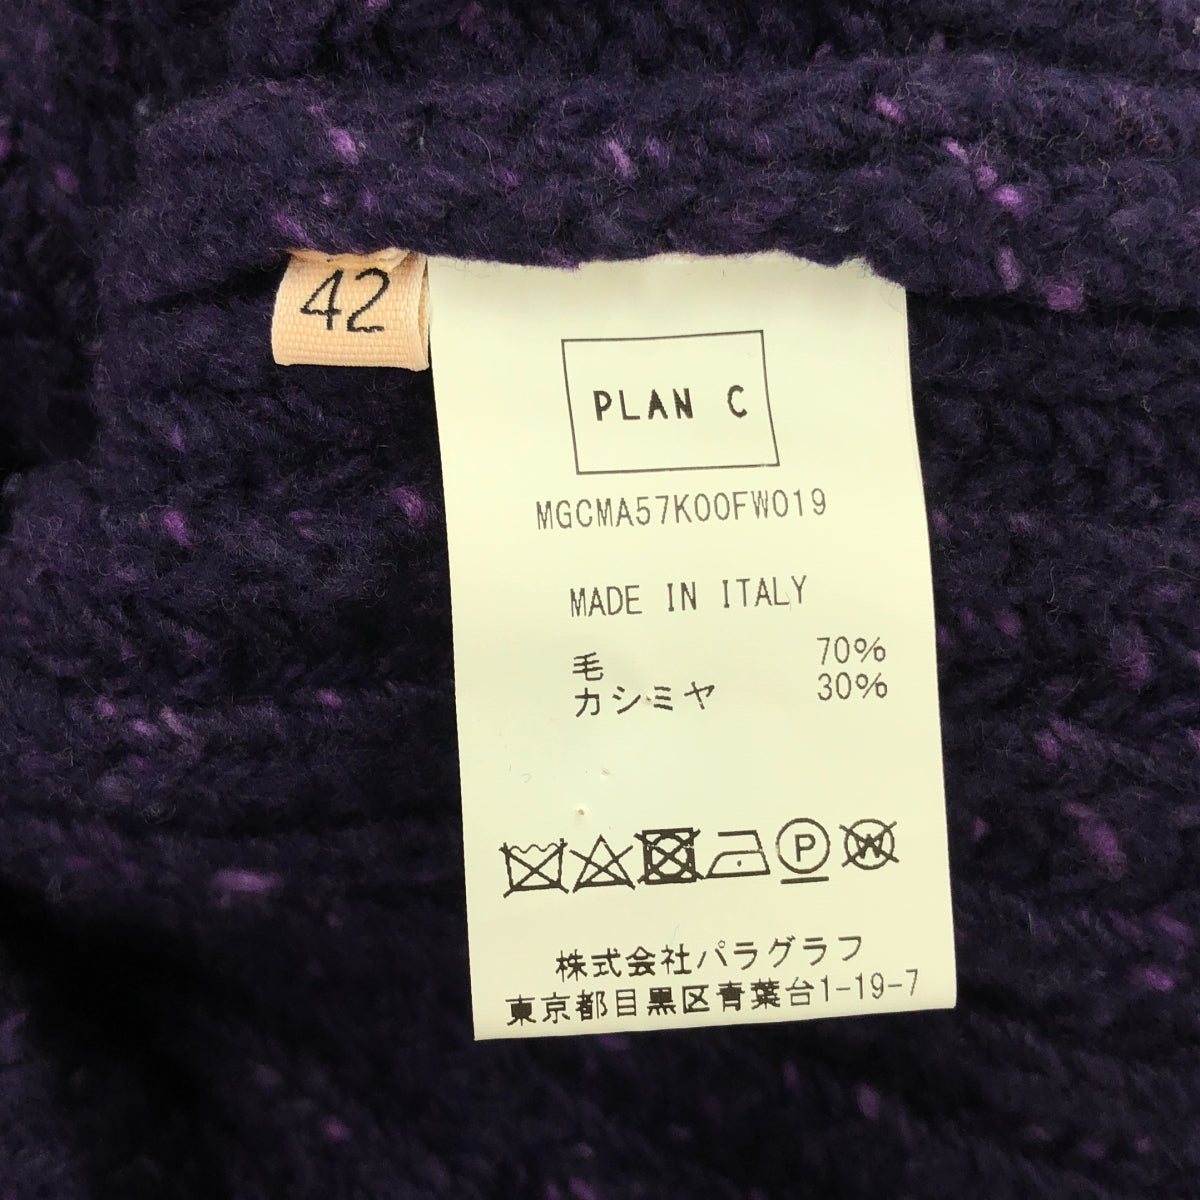 42
PLAN C
MGCMA57K00FW019
MADE IN ITALY
毛 70%
カシミヤ 30%
P W
株式会社パラグラフ
東京都目黒区青葉台1-19-7